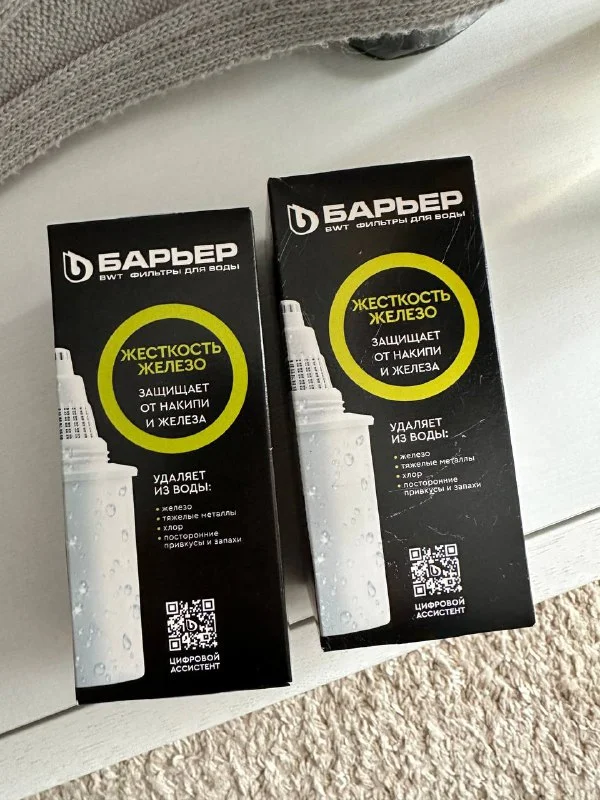 БАРЬЕР
BWT ФИЛЬТРЫ ДЛЯ ВОДЫ
ЖЕСТКОСТЬ
ЖЕЛЕЗО
ЗАЩИЩАЕТ
ОТ НАКИПИ
И ЖЕЛЕЗА
УДАЛЯЕТ
ИЗ ВОДЫ:
• железо
• тяжелые металлы
• хлор
• посторонние
привкусы и запахи
ЦИФРОВОЙ
АССИСТЕНТ
БАРЬЕР
BWT ФИЛЬТРЫ ДЛЯ ВОДЫ
ЖЕСТКОСТЬ
ЖЕЛЕЗО
ЗАЩИЩАЕТ
ОТ НАКИПИ
И ЖЕЛЕЗА
УДАЛЯЕТ
ИЗ ВОДЫ:
• железо
• тяжелые металлы
• хлор
• посторонние
привкусы и запахи
ЦИФРОВОЙ
АССИСТЕНТ